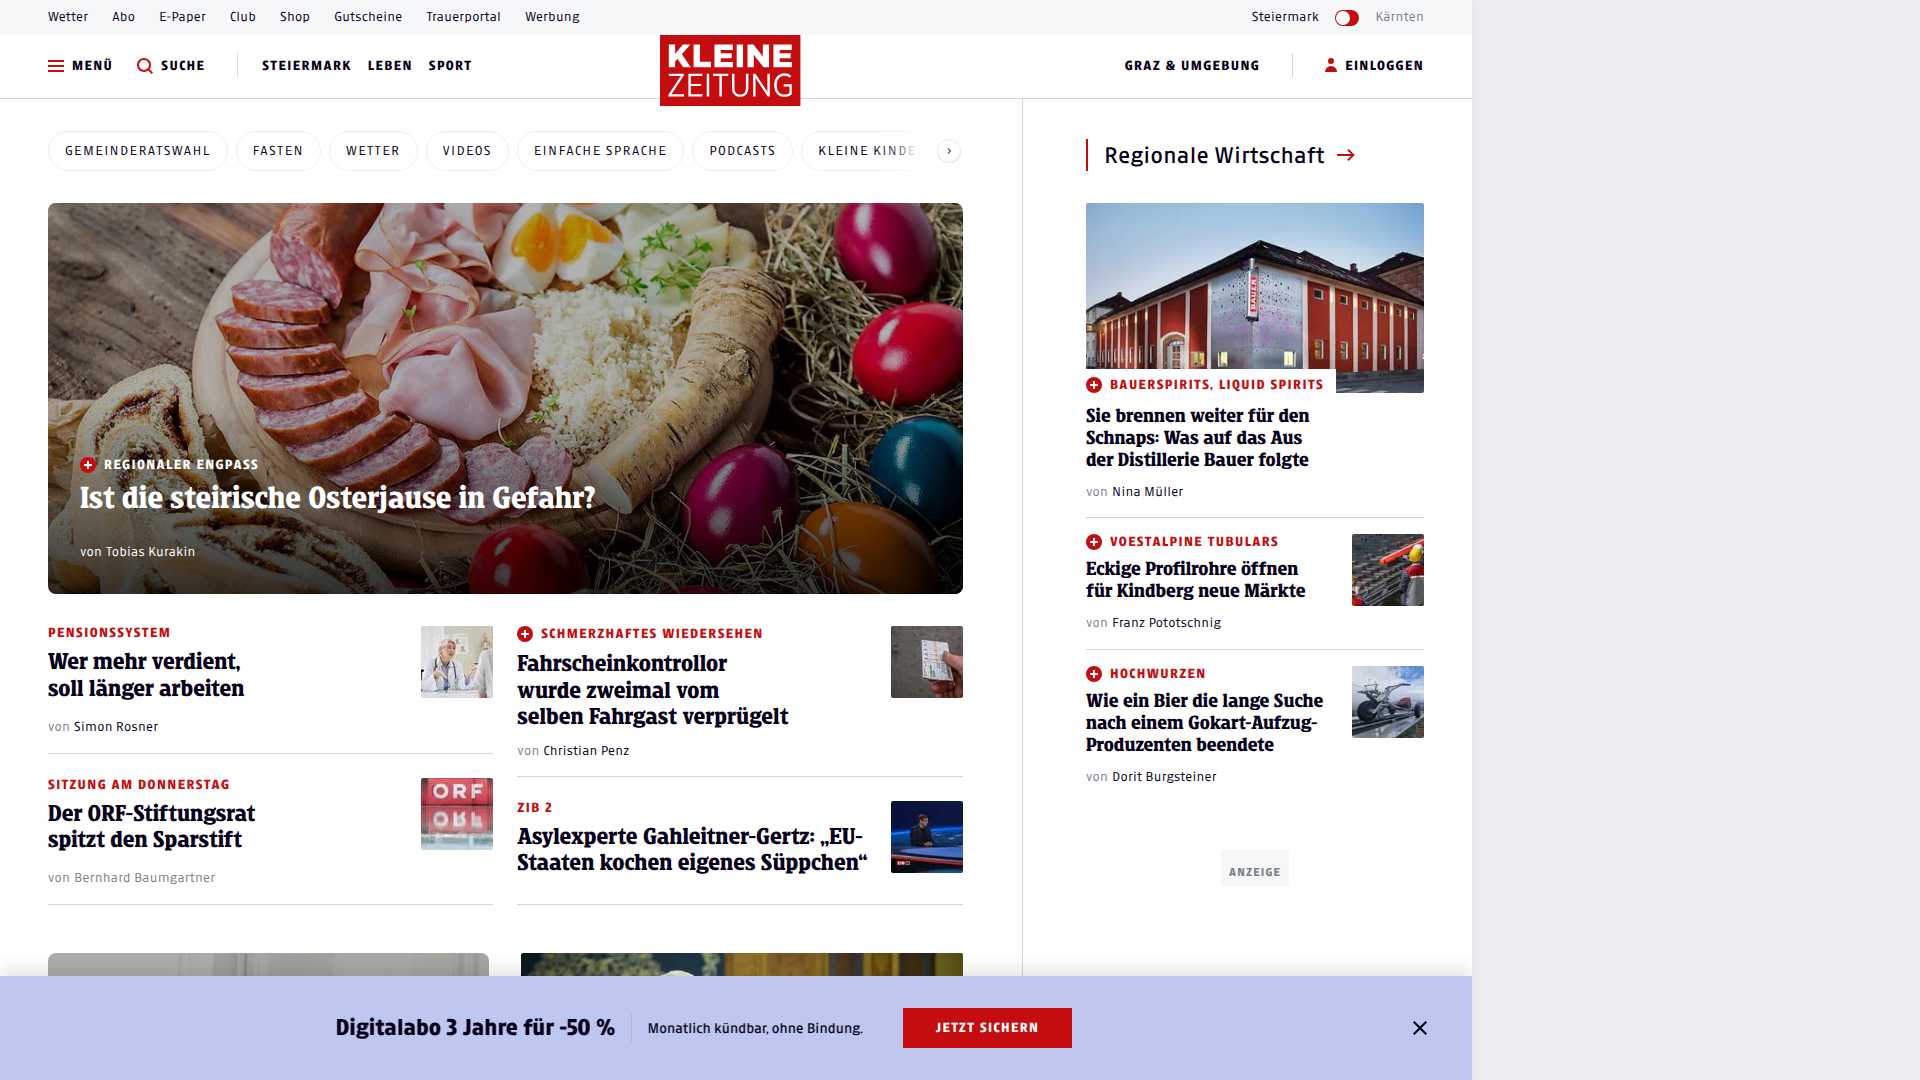 Wetter Abo E-Paper Club Shop Gutscheine Trauerportal Werbung Steiermark Kärnten
MENÜ SUCHE STEIERMARK LEBEN SPORT KLEINE ZEITUNG GRAZ & UMGEBUNG EINLOGGEN
GEMEINDERATSWAHL FASTEN WETTER VIDEOS EINFACHE SPRACHE PODCASTS KLEINE KINDE
REGIONALER ENGPASS
Ist die steirische Osterjause in Gefahr?
von Tobias Kurakin
PENSIONSSYSTEM
Wer mehr verdient,
soll länger arbeiten
von Simon Rosner
SITZUNG AM DONNERSTAG
Der ORF-Stiftungsrat
spitzt den Sparstift
von Bernhard Baumgartner
ORF
SCHMERZHAFTES WIEDERSEHEN
Fahrscheinkontrollor
wurde zweimal vom
selben Fahrgast verprügelt
von Christian Penz
ZIB 2
Asylexperte Gahleitner-Gertz: „EU-
Staaten kochen eigenes Süppchen“
Regionale Wirtschaft
BAUER
BAUERSPIRITS, LIQUID SPIRITS
Sie brennen weiter für den
Schnaps: Was auf das Aus
der Distillerie Bauer folgte
von Nina Müller
VOESTALPINE TUBULARS
Eckige Profilrohre öffnen
für Kindberg neue Märkte
von Franz Pototschnig
HOCHWURZEN
Wie ein Bier die lange Suche
nach einem Gokart-Aufzug-
Produzenten beendete
von Dorit Burgsteiner
ANZEIGE
Digitalabo 3 Jahre für -50 % Monatlich kündbar, ohne Bindung. JETZT SICHERN